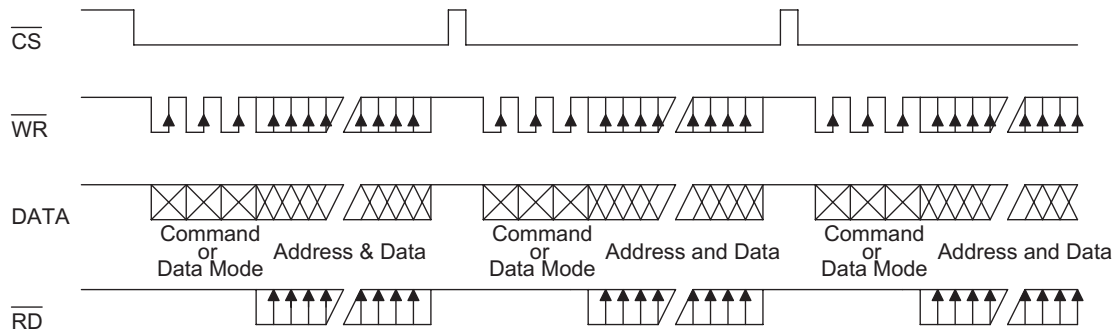 CS
WR
DATA
Command
or
Data Mode
Address & Data
Command
or
Data Mode
Address and Data
Command
or
Data Mode
Address and Data
RD